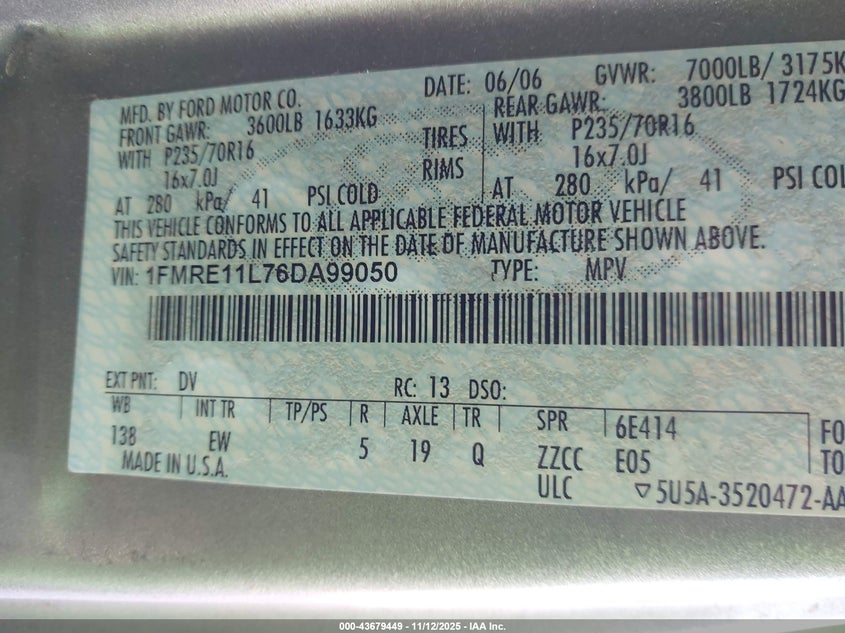 MFD. BY FORD MOTOR CO. DATE: 06/06 GVWR: 7000LB/ 3175K
FRONT GAWR: 3600LB 1633KG REAR GAWR: 3800LB 1724KG
WITH P235/70R16 TIRES WITH P235/70R16
16x7.0J RIMS 16x7.0J
AT 280 kPa/ 41 PSI COLD AT 280 kPa/ 41 PSI COL
THIS VEHICLE CONFORMS TO ALL APPLICABLE FEDERAL MOTOR VEHICLE
SAFETY STANDARDS IN EFFECT ON THE DATE OF MANUFACTURE SHOWN ABOVE.
VIN: 1FMRE11L76DA99050 TYPE: MPV
EXT PNT: DV RC: 13 DSO:
WB INT TR TP/PS R AXLE TR SPR 6E414 FO
138 EW 5 19 Q ZZCC E05 TO
MADE IN U.S.A. ULC ▽5U5A-3520472-AA
000-43679449 - 11/12/2025 - IAA Inc.